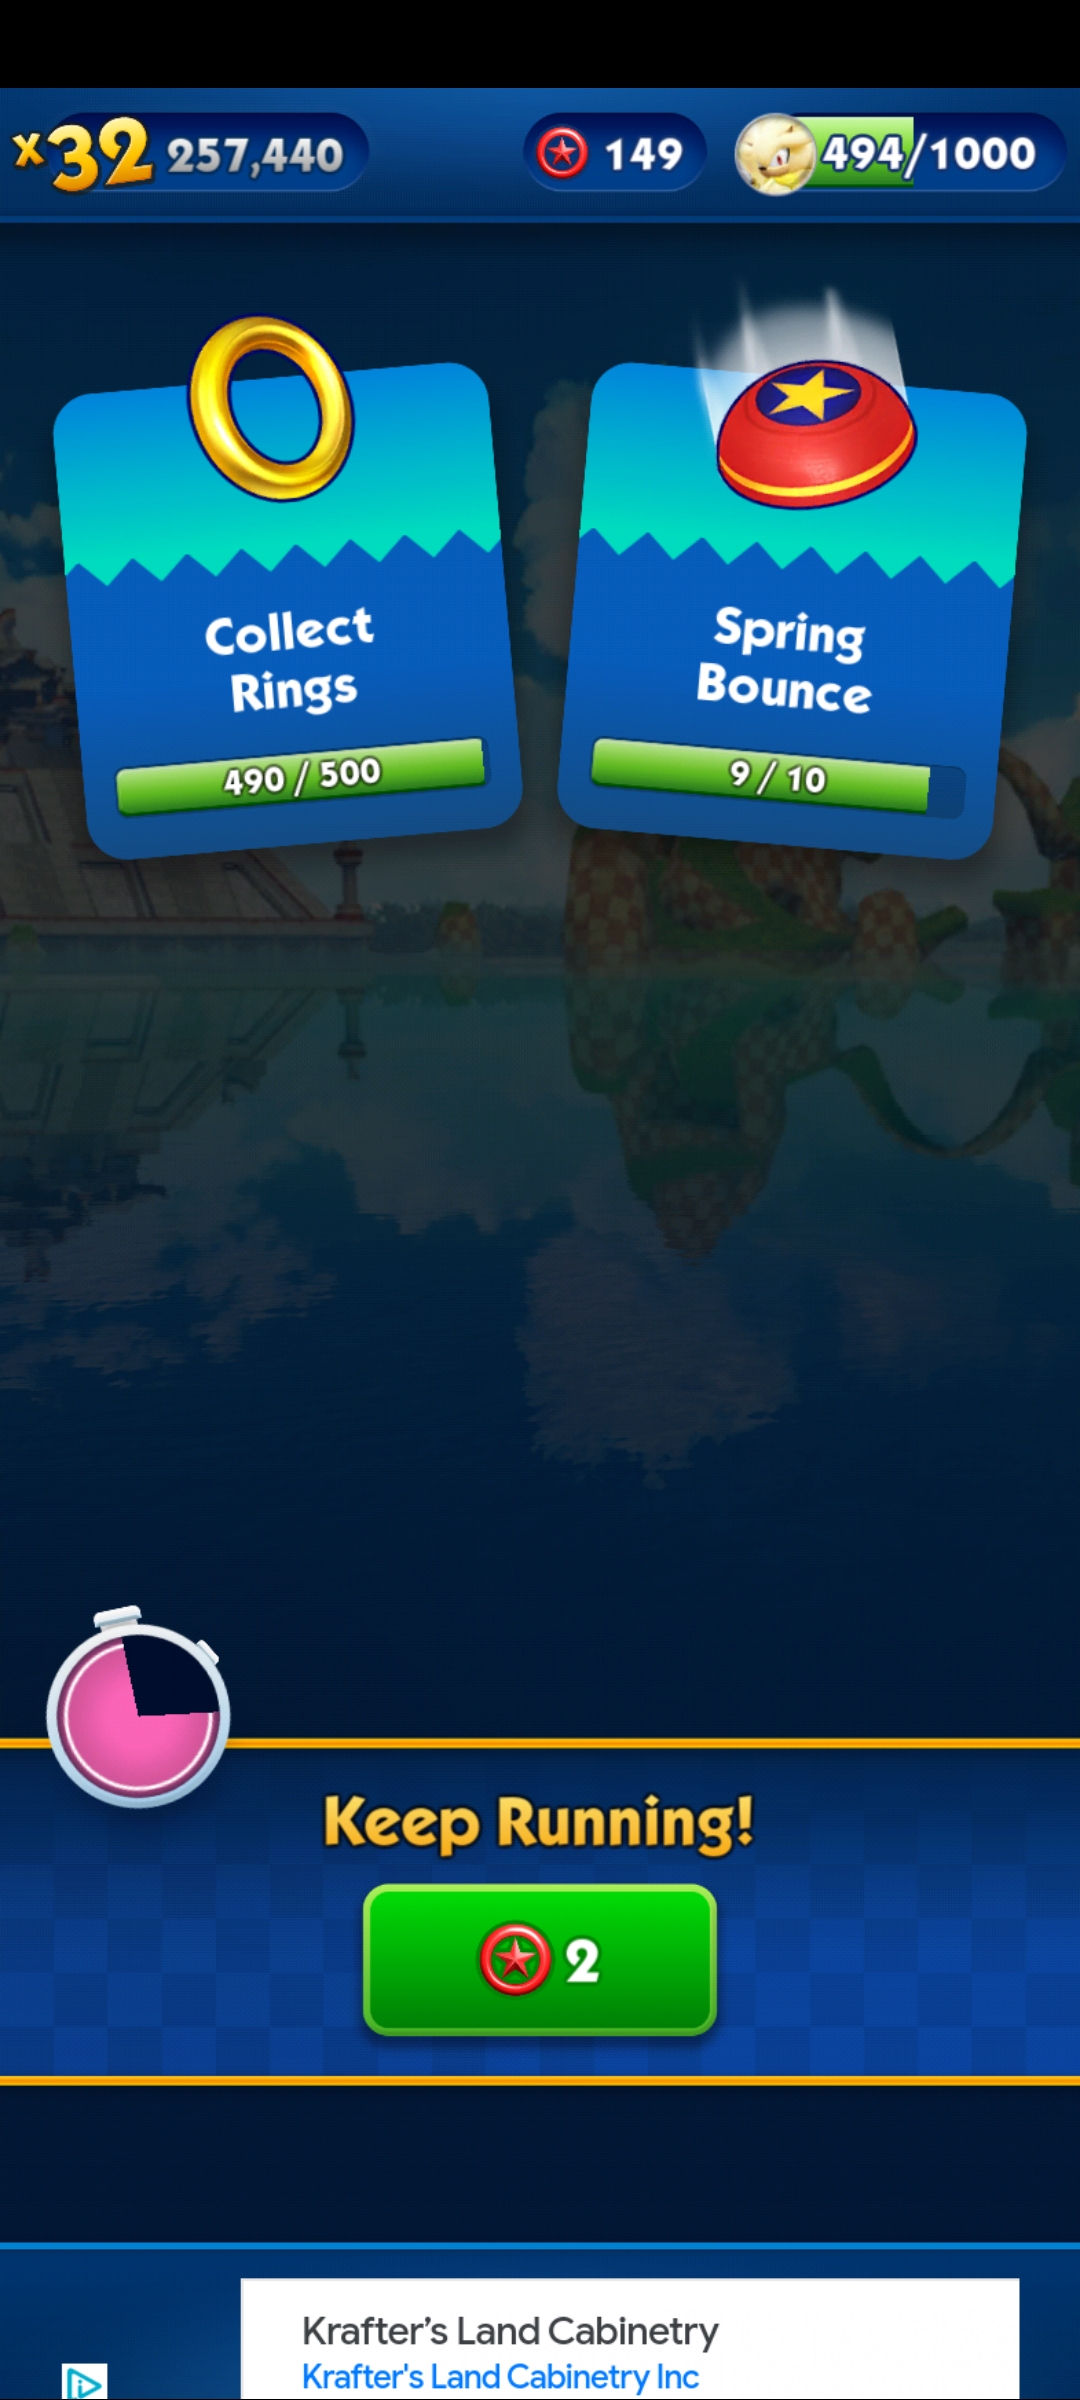 x32 257,440 149 494/1000
Collect
Rings
490 / 500
Spring
Bounce
9 / 10
Keep Running!
2
Krafter’s Land Cabinetry
Krafter's Land Cabinetry Inc